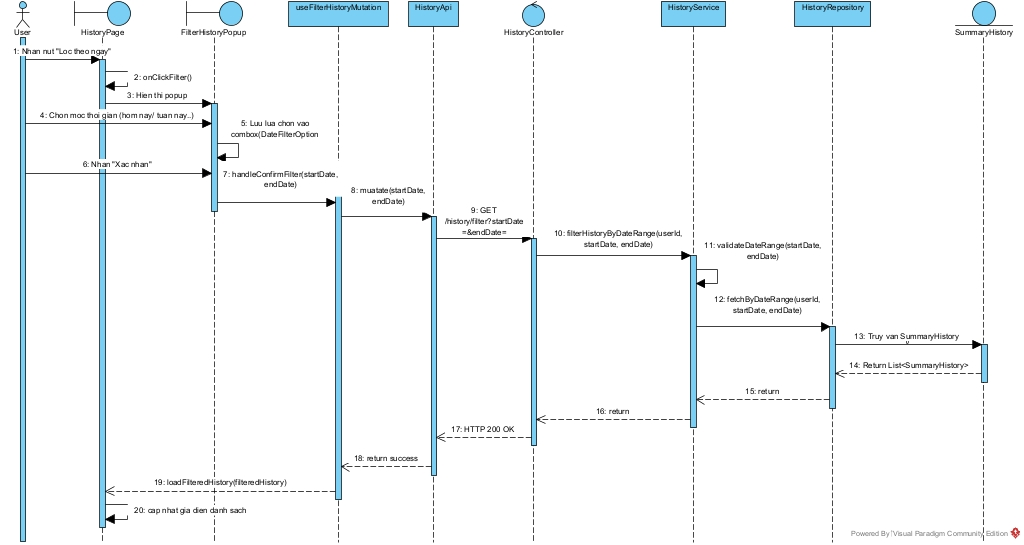 useFilterHistoryMutation
HistoryApi
HistoryService
HistoryRepository
User
HistoryPage
FilterHistoryPopup
HistoryController
SummaryHistory
1: Nhan nut "Loc theo ngay"
2: onClickFilter()
3: Hien thi popup
4: Chon moc thoi gian (hom nay/ tuan nay..)
5: Luu lua chon vao
combox(DateFilterOption
6: Nhan "Xac nhan"
7: handleConfirmFilter(startDate,
endDate)
8: muatate(startDate,
endDate)
9: GET
/history/filter?startDate
=&endDate=
10: filterHistoryByDateRange(userId,
startDate, endDate)
11: validateDateRange(startDate,
endDate)
12: fetchByDateRange(userId,
startDate, endDate)
13: Truy van SummaryHistory
14: Return List<SummaryHistory>
15: return
16: return
17: HTTP 200 OK
18: return success
19: loadFilteredHistory(filteredHistory)
20: cap nhat gia dien danh sach
Powered By Visual Paradigm Community Edition